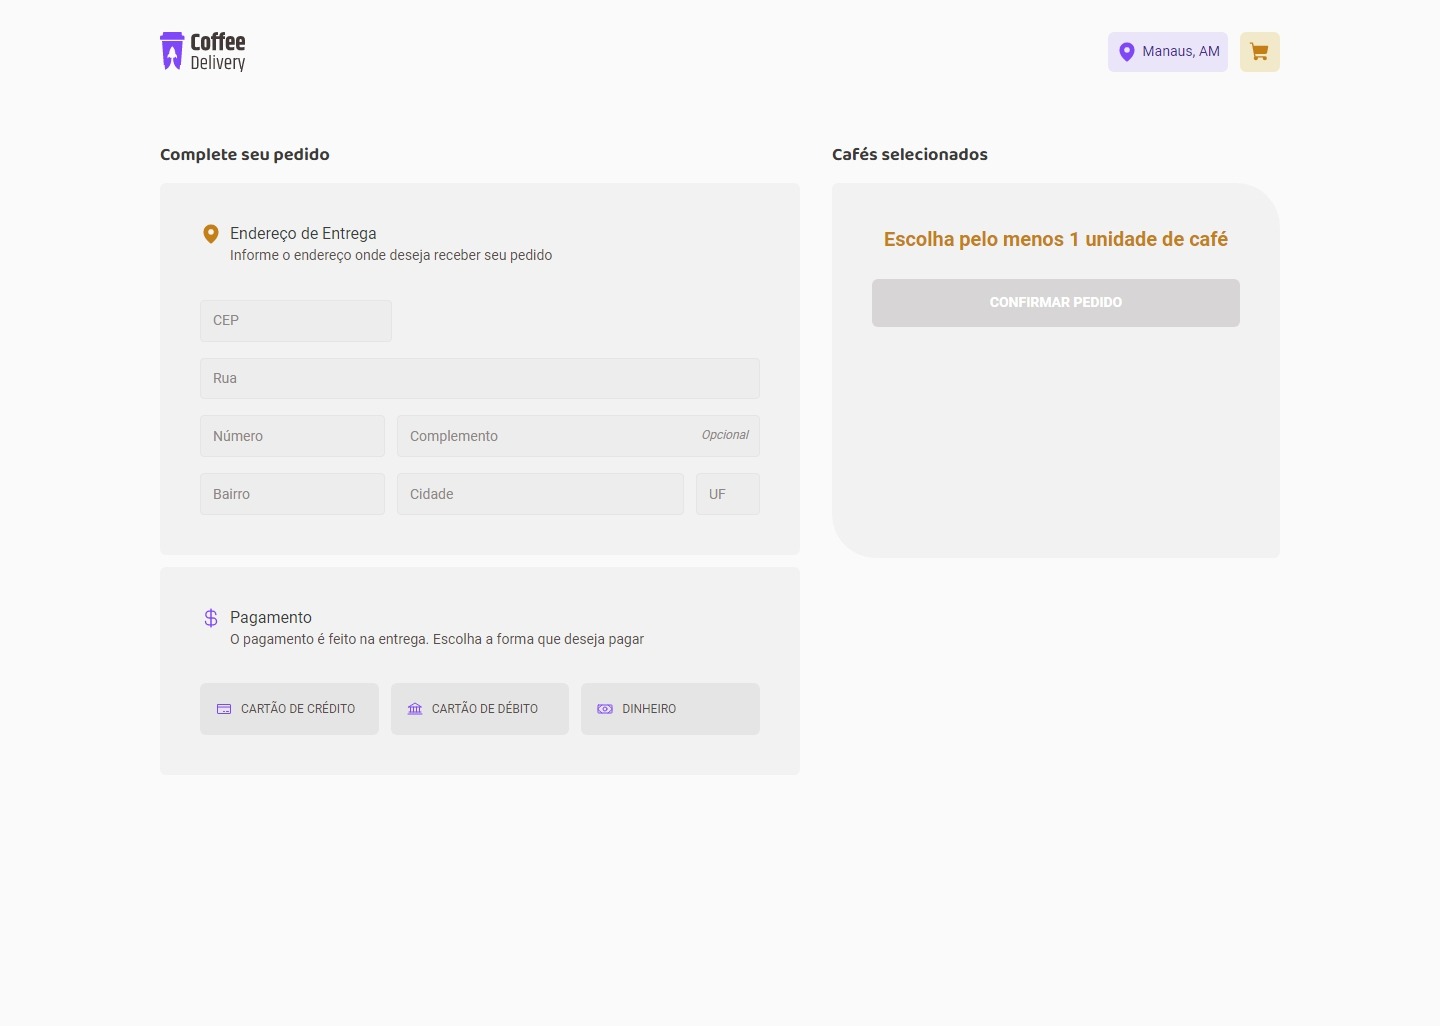 Coffee
Delivery
Manaus, AM
Complete seu pedido
Cafés selecionados
Endereço de Entrega
Informe o endereço onde deseja receber seu pedido
CEP
Rua
Número
Complemento
Opcional
Bairro
Cidade
UF
Escolha pelo menos 1 unidade de café
CONFIRMAR PEDIDO
Pagamento
O pagamento é feito na entrega. Escolha a forma que deseja pagar
CARTÃO DE CRÉDITO
CARTÃO DE DÉBITO
DINHEIRO